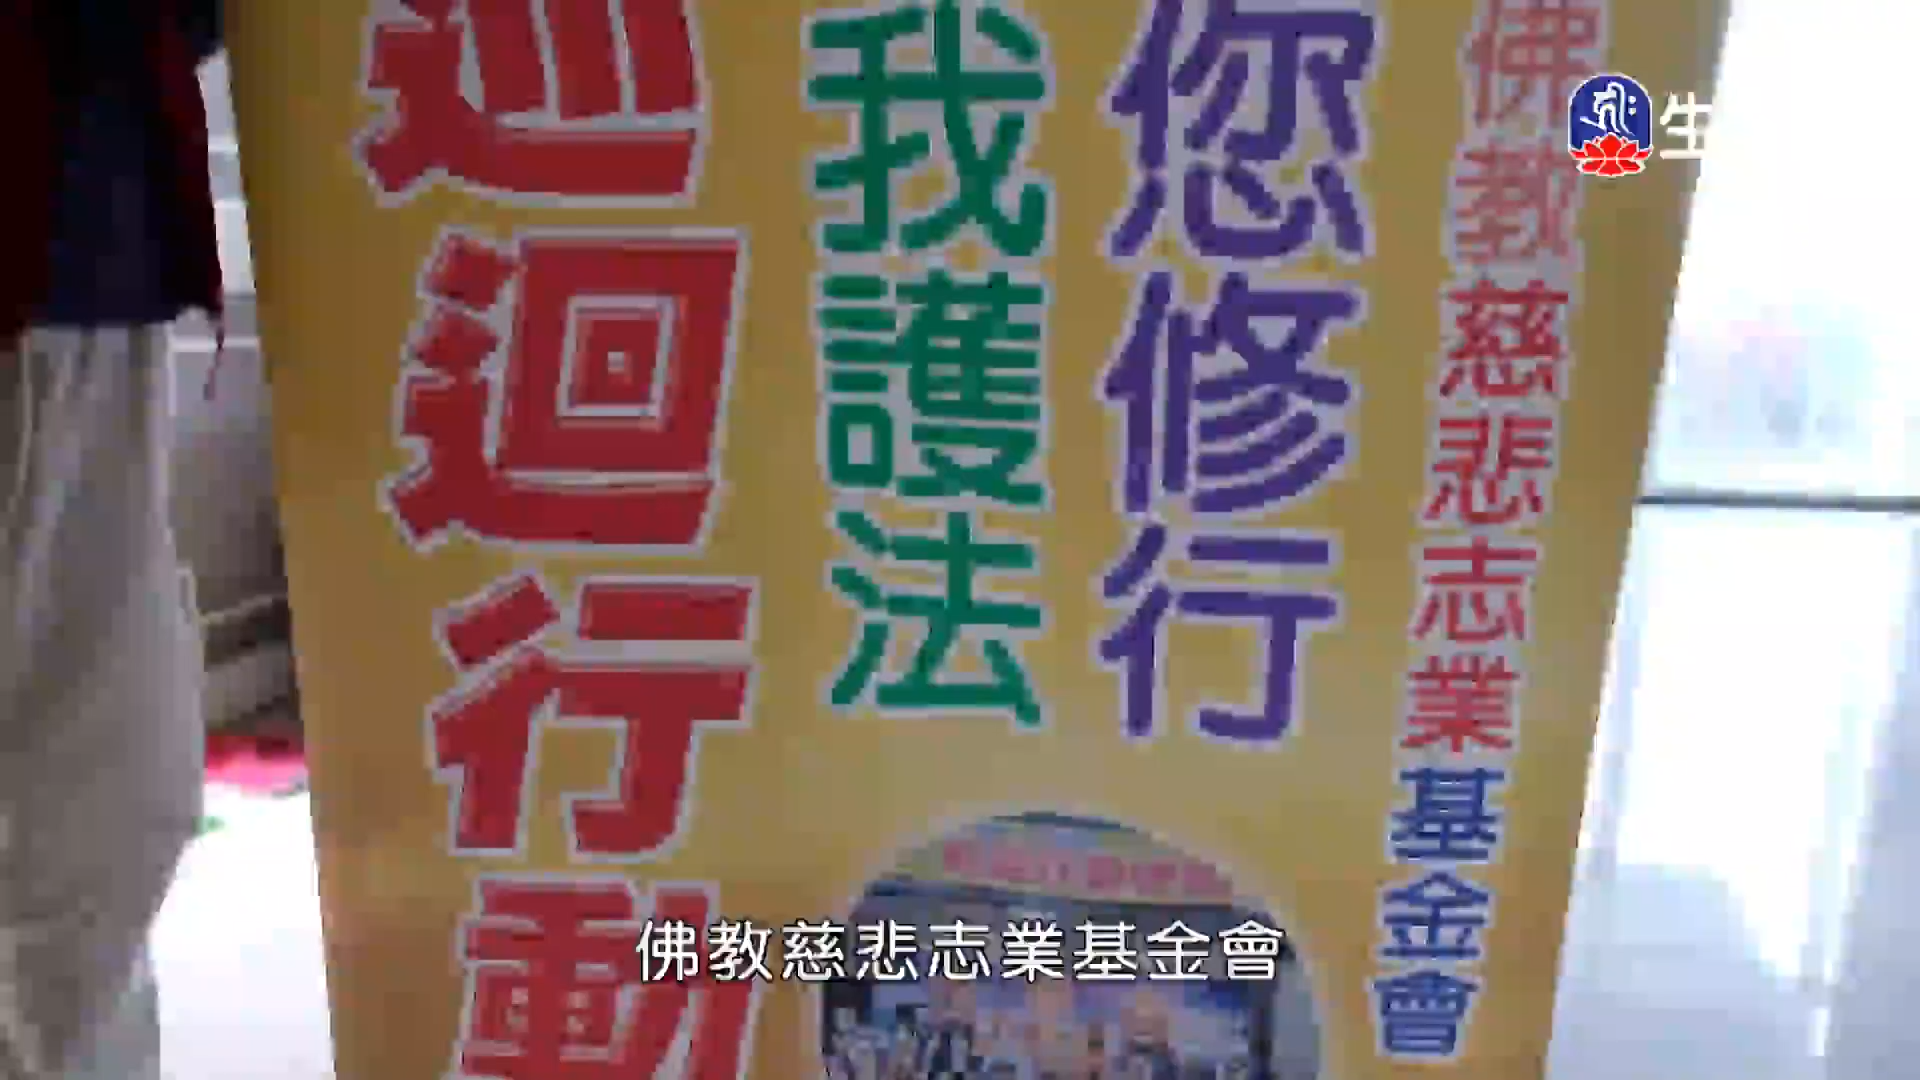 佛教慈悲志業基金會
您修行
我護法
巡迴行動
生
佛教慈悲志業基金會